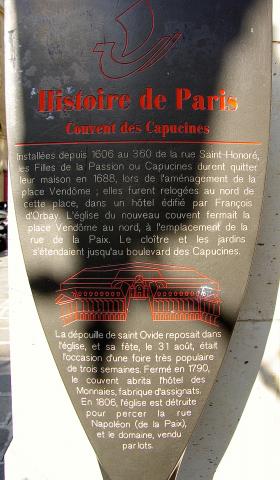 Histoire de Paris
Couvent des Capucines
Installées depuis 1606 au 360 de la rue Saint-Honoré,
les Filles de la Passion ou Capucines durent quitter
leur maison en 1688, lors de l'aménagement de la
place Vendôme ; elles furent relogées au nord de
cette place, dans un hôtel édifié par François
d'Orbay. L'église du nouveau couvent fermait la
place Vendôme au nord, à l'emplacement de la
rue de la Paix. Le cloître et les jardins
s'étendaient jusqu'au boulevard des Capucines.
La dépouille de saint Ovide reposait dans
l'église, et sa fête, le 31 août, était
l'occasion d'une foire très populaire
de trois semaines. Fermé en 1790,
le couvent abrita l'hôtel des
Monnaies, fabrique d'assignats.
En 1806, l'église est détruite
pour percer la rue
Napoléon (de la Paix),
et le domaine, vendu
par lots.